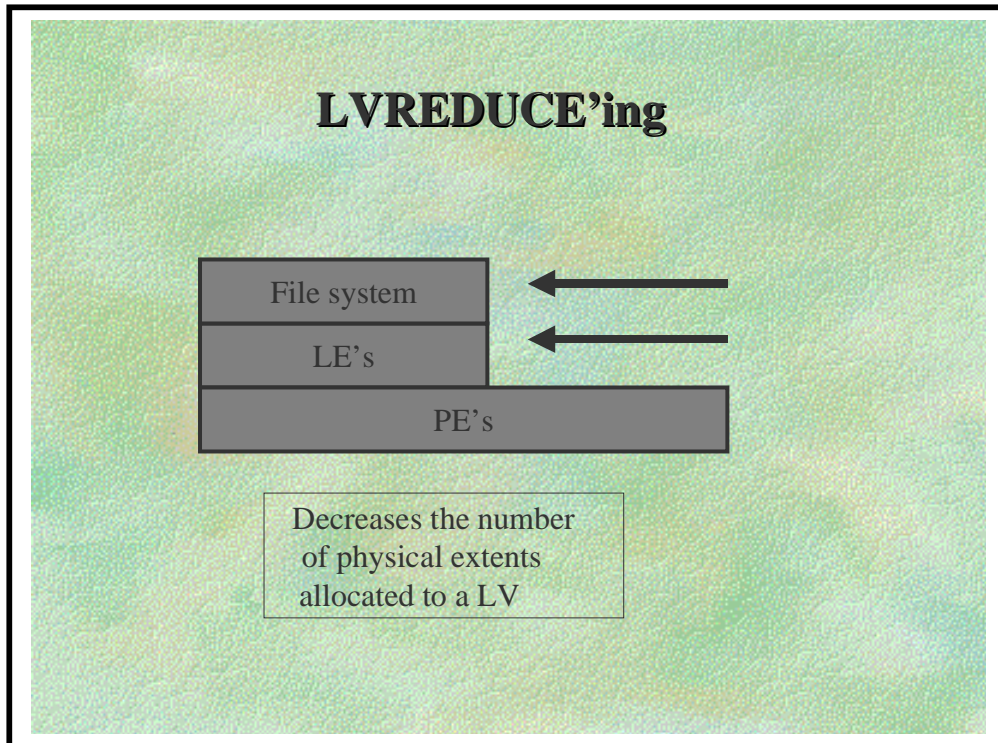 LVREDUCE’ing
File system
LE’s
PE’s
Decreases the number
of physical extents
allocated to a LV